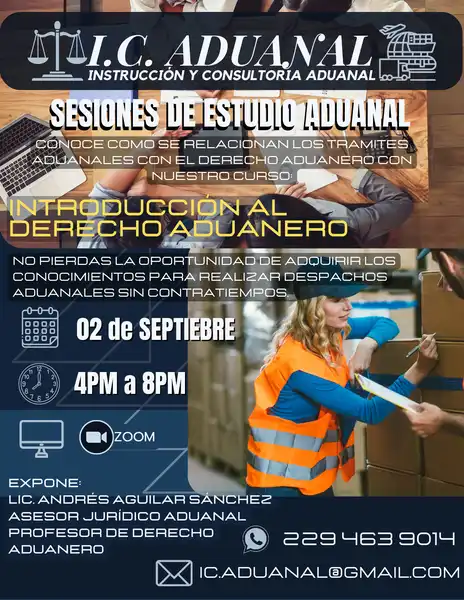 I.C. ADUANAL
INSTRUCCIÓN Y CONSULTORIA ADUANAL
SESIONES DE ESTUDIO ADUANAL
CONOCE COMO SE RELACIONAN LOS TRAMITES
ADUANALES CON EL DERECHO ADUANERO CON
NUESTRO CURSO:
INTRODUCCIÓN AL
DERECHO ADUANERO
NO PIERDAS LA OPORTUNIDAD DE ADQUIRIR LOS
CONOCIMIENTOS PARA REALIZAR DESPACHOS
ADUANALES SIN CONTRATIEMPOS.
02 de SEPTIEBRE
4PM a 8PM
ZOOM
EXPONE:
LIC. ANDRÉS AGUILAR SÁNCHEZ
ASESOR JURÍDICO ADUANAL
PROFESOR DE DERECHO
ADUANERO
229 463 9014
IC.ADUANAL@GMAIL.COM